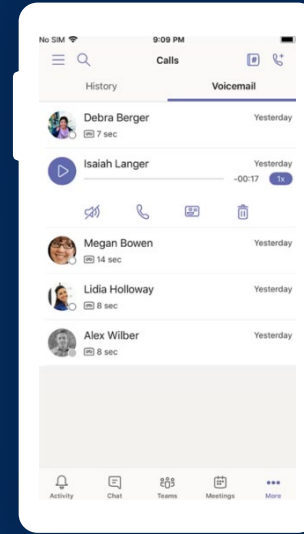 No SIM 9:09 PM
Calls
History Voicemail
Debra Berger Yesterday
7 sec
Isaiah Langer Yesterday
-00:17 1x
Megan Bowen Yesterday
14 sec
Lidia Holloway Yesterday
8 sec
Alex Wilber Yesterday
8 sec
Activity Chat Teams Meetings More